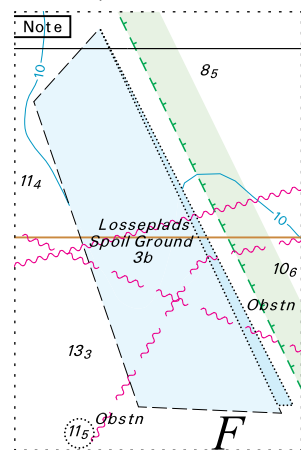 Note
10
8₅
11₄
Losseplads
Spoil Ground
3b
10
10₆
Obstn
13₃
Obstn
11₅
F